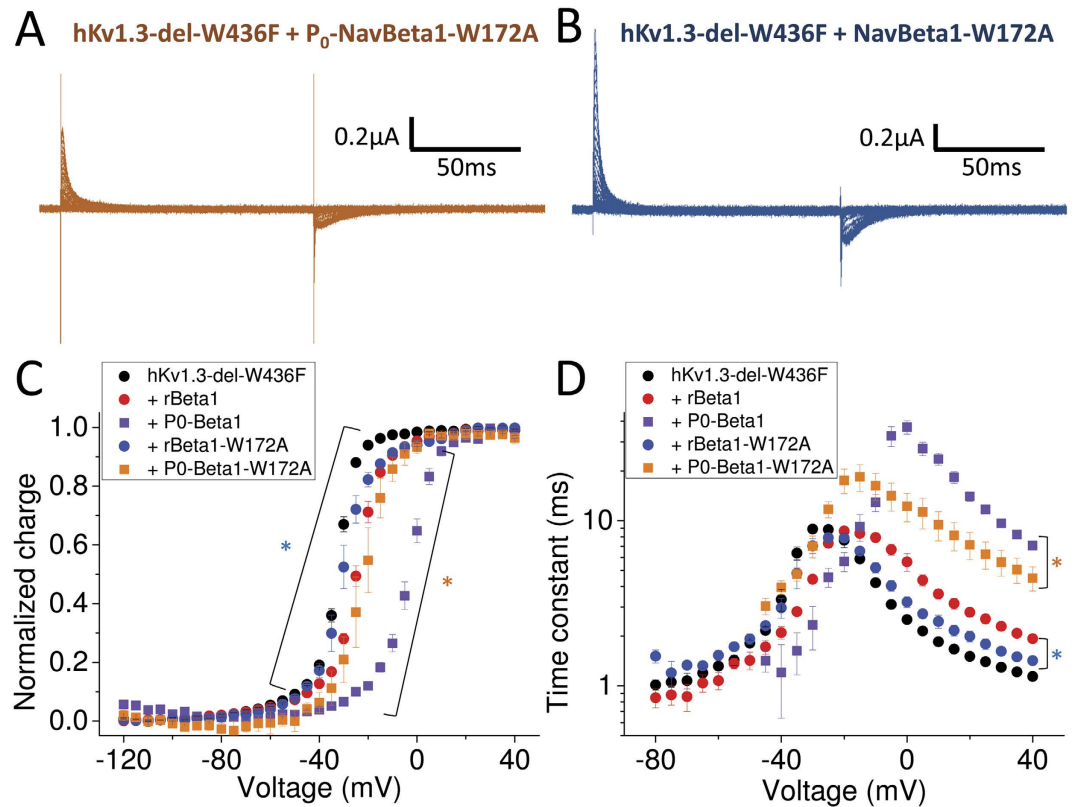 A
hKv1.3-del-W436F + P0-NavBeta1-W172A
0.2μA
50ms
B
hKv1.3-del-W436F + NavBeta1-W172A
0.2μA
50ms
C
hKv1.3-del-W436F
+ rBeta1
+ P0-Beta1
+ rBeta1-W172A
+ P0-Beta1-W172A
Normalized charge
1.0
0.8
0.6
0.4
0.2
0.0
*
*
-120
-80
-40
0
40
Voltage (mV)
D
hKv1.3-del-W436F
+ rBeta1
+ P0-Beta1
+ rBeta1-W172A
+ P0-Beta1-W172A
Time constant (ms)
10
1
*
*
-80
-40
0
40
Voltage (mV)